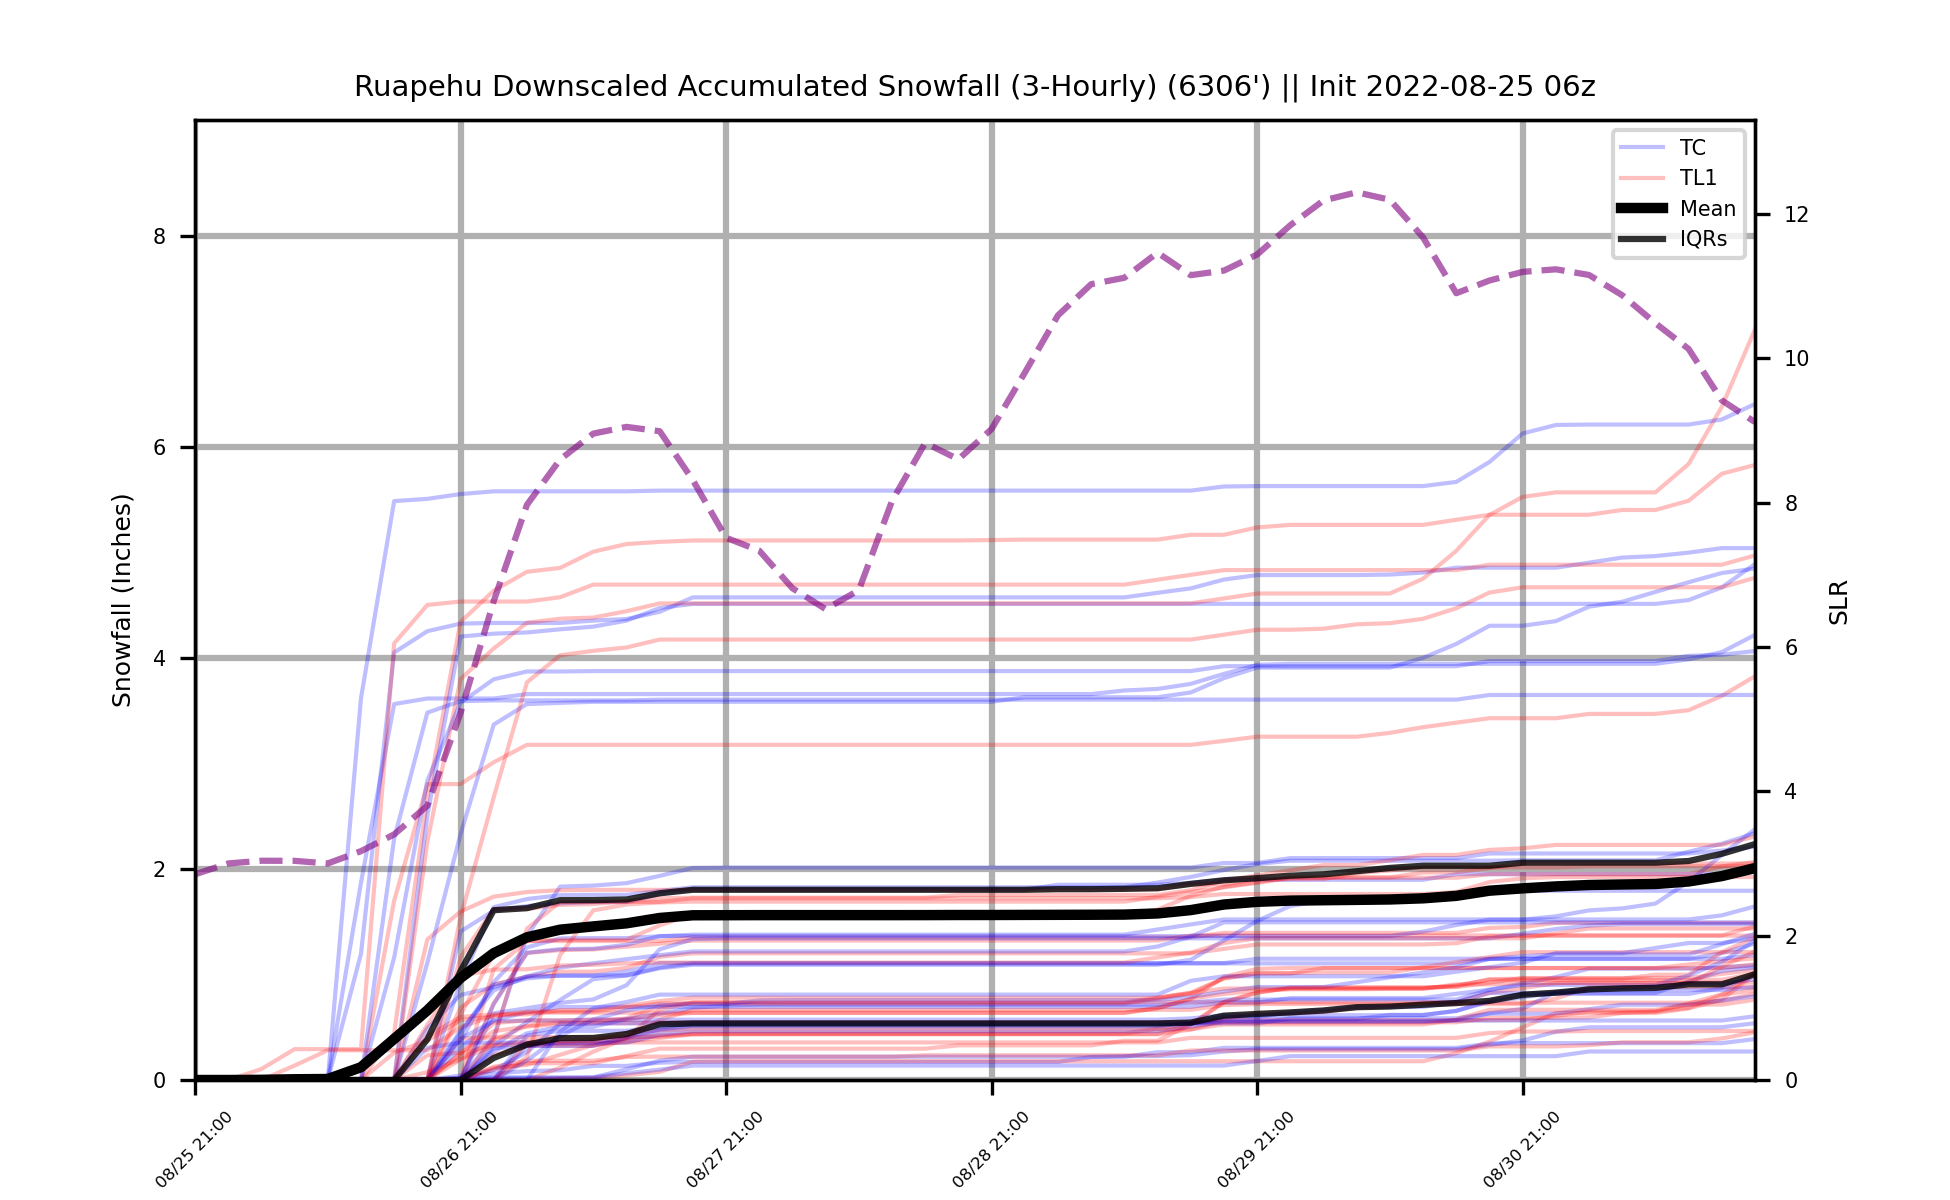 Ruapehu Downscaled Accumulated Snowfall (3-Hourly) (6306') || Init 2022-08-25 06z
TC
TL1
Mean
IQRs
Snowfall (Inches)
8
6
4
2
0
SLR
12
10
8
6
4
2
0
08/25 21:00
08/26 21:00
08/27 21:00
08/28 21:00
08/29 21:00
08/30 21:00